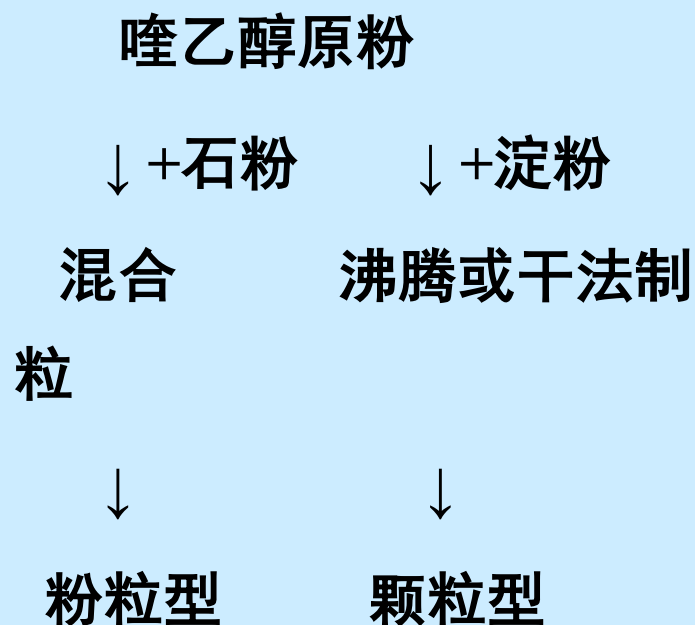 喹乙醇原粉
↓+石粉 ↓+淀粉
混合 沸腾或干法制
粒
↓ ↓
粉粒型 颗粒型